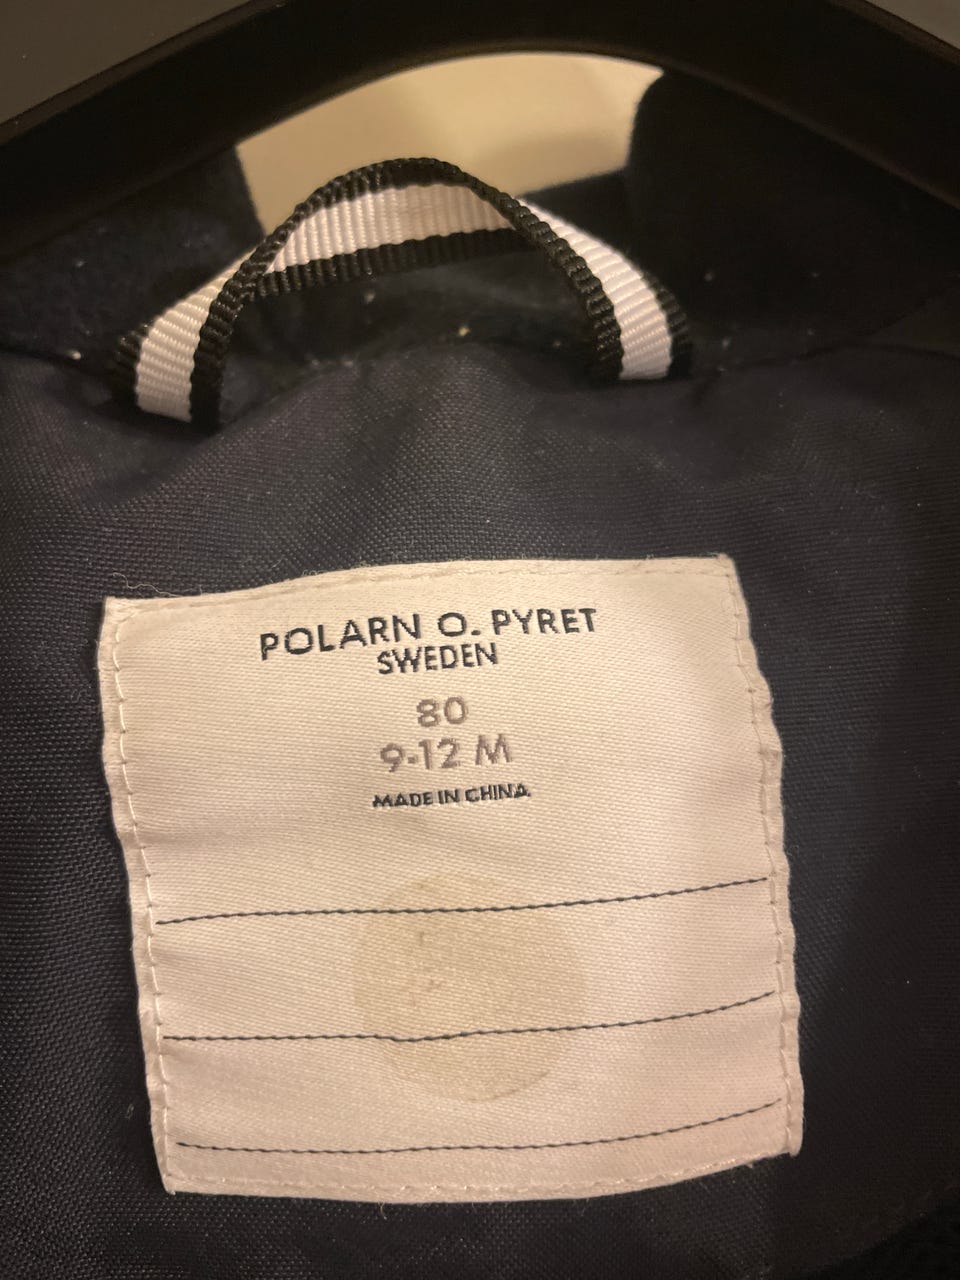 POLARN O. PYRET
SWEDEN
80
9-12 M
MADE IN CHINA